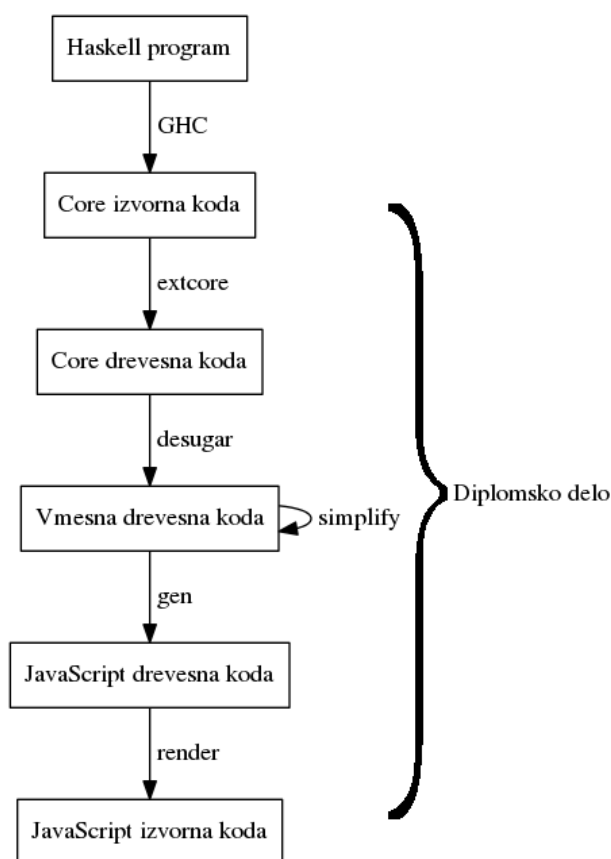 Haskell program
GHC
Core izvorna koda
extcore
Core drevesna koda
desugar
Vmesna drevesna koda
simplify
Diplomsko delo
gen
JavaScript drevesna koda
render
JavaScript izvorna koda